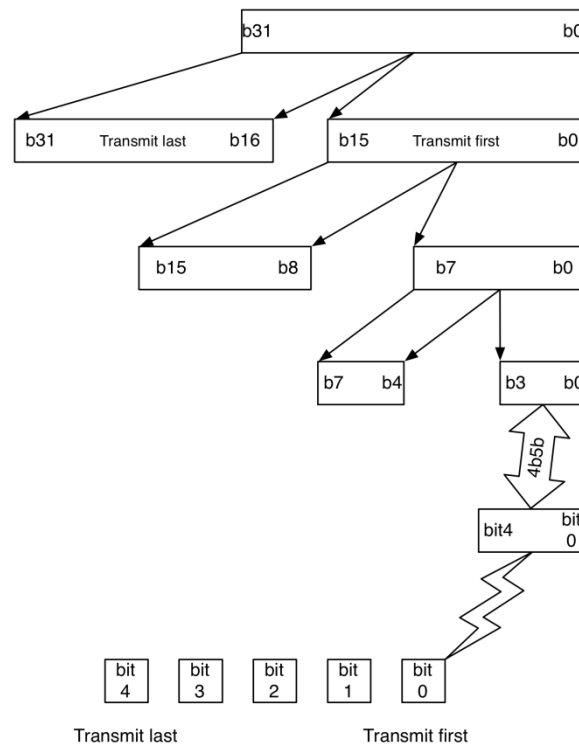 b31 b0
b31 Transmit last b16 b15 Transmit first b0
b15 b8 b7 b0
b7 b4 b3 b0
4b5b
bit4 bit
0
bit bit bit bit bit
4 3 2 1 0
Transmit last Transmit first